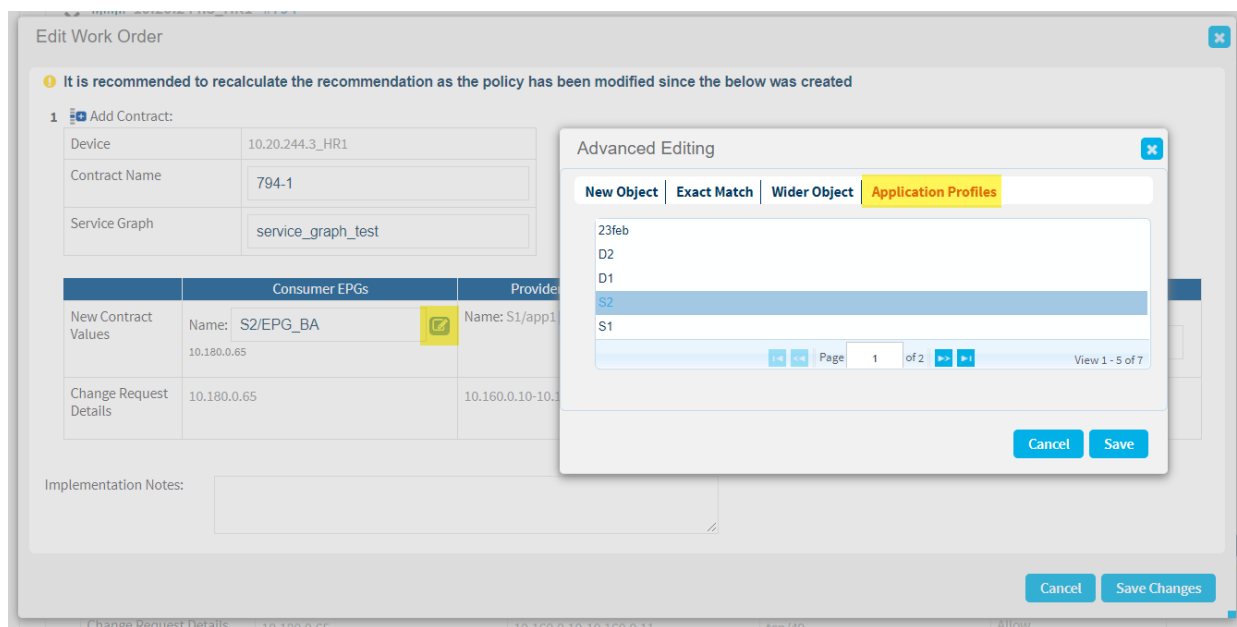 Edit Work Order
It is recommended to recalculate the recommendation as the policy has been modified since the below was created
1 Add Contract:
Device 10.20.244.3_HR1
Contract Name 794-1
Service Graph service_graph_test
Consumer EPGs
New Contract Values
Name: S2/EPG_BA
10.180.0.65
Name: S1/app1
Change Request Details
10.180.0.65
10.160.0.10-10.1
Implementation Notes:
Cancel Save Changes
Advanced Editing
New Object Exact Match Wider Object Application Profiles
23feb
D2
D1
S2
S1
Page 1 of 2 View 1 - 5 of 7
Cancel Save
Change Request Details